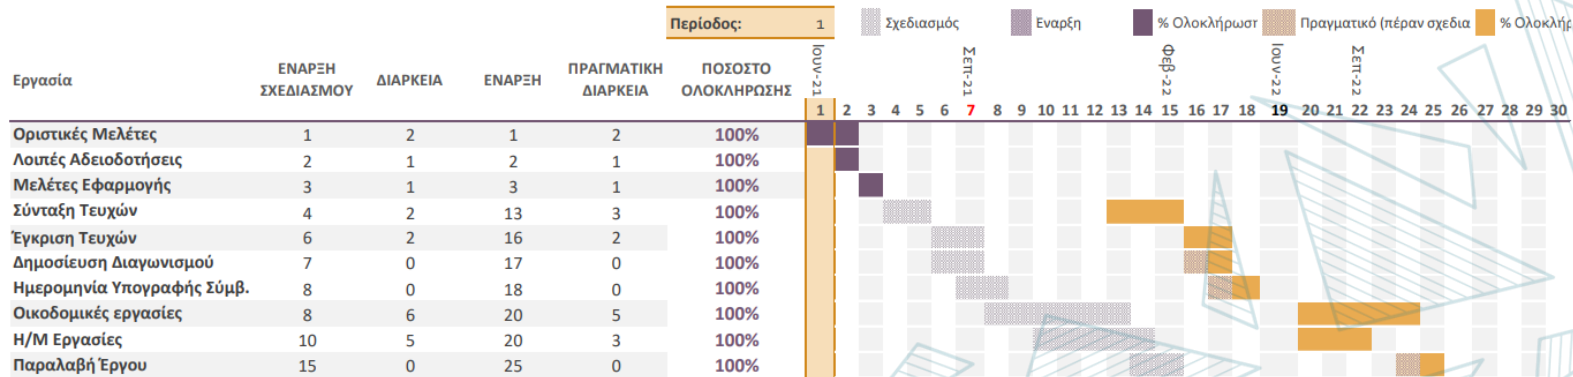 Περίοδος: 1 Σχεδιασμός Εναρξη % Ολοκλήρωσr Πραγματικό (πέραν σχεδια % Ολοκλήρ
Ιουν-21 Σεπ-21 Φεβ-22 Ιουν-22 Σεπ-22
Εργασία ΕΝΑΡΞΗ ΣΧΕΔΙΑΣΜΟΥ ΔΙΑΡΚΕΙΑ ΕΝΑΡΞΗ ΠΡΑΓΜΑΤΙΚΗ ΔΙΑΡΚΕΙΑ ΠΟΣΟΣΤΟ ΟΛΟΚΛΗΡΩΣΗΣ
1 2 3 4 5 6 7 8 9 10 11 12 13 14 15 16 17 18 19 20 21 22 23 24 25 26 27 28 29 30
Οριστικές Μελέτες 1 2 1 2 100%
Λοιπές Αδειοδοτήσεις 2 1 2 1 100%
Μελέτες Εφαρμογής 3 1 3 1 100%
Σύνταξη Τευχών 4 2 13 3 100%
Έγκριση Τευχών 6 2 16 2 100%
Δημοσίευση Διαγωνισμού 7 0 17 0 100%
Ημερομηνία Υπογραφής Σύμβ. 8 0 18 0 100%
Οικοδομικές εργασίες 8 6 20 5 100%
Η/Μ Εργασίες 10 5 20 3 100%
Παραλαβή Έργου 15 0 25 0 100%